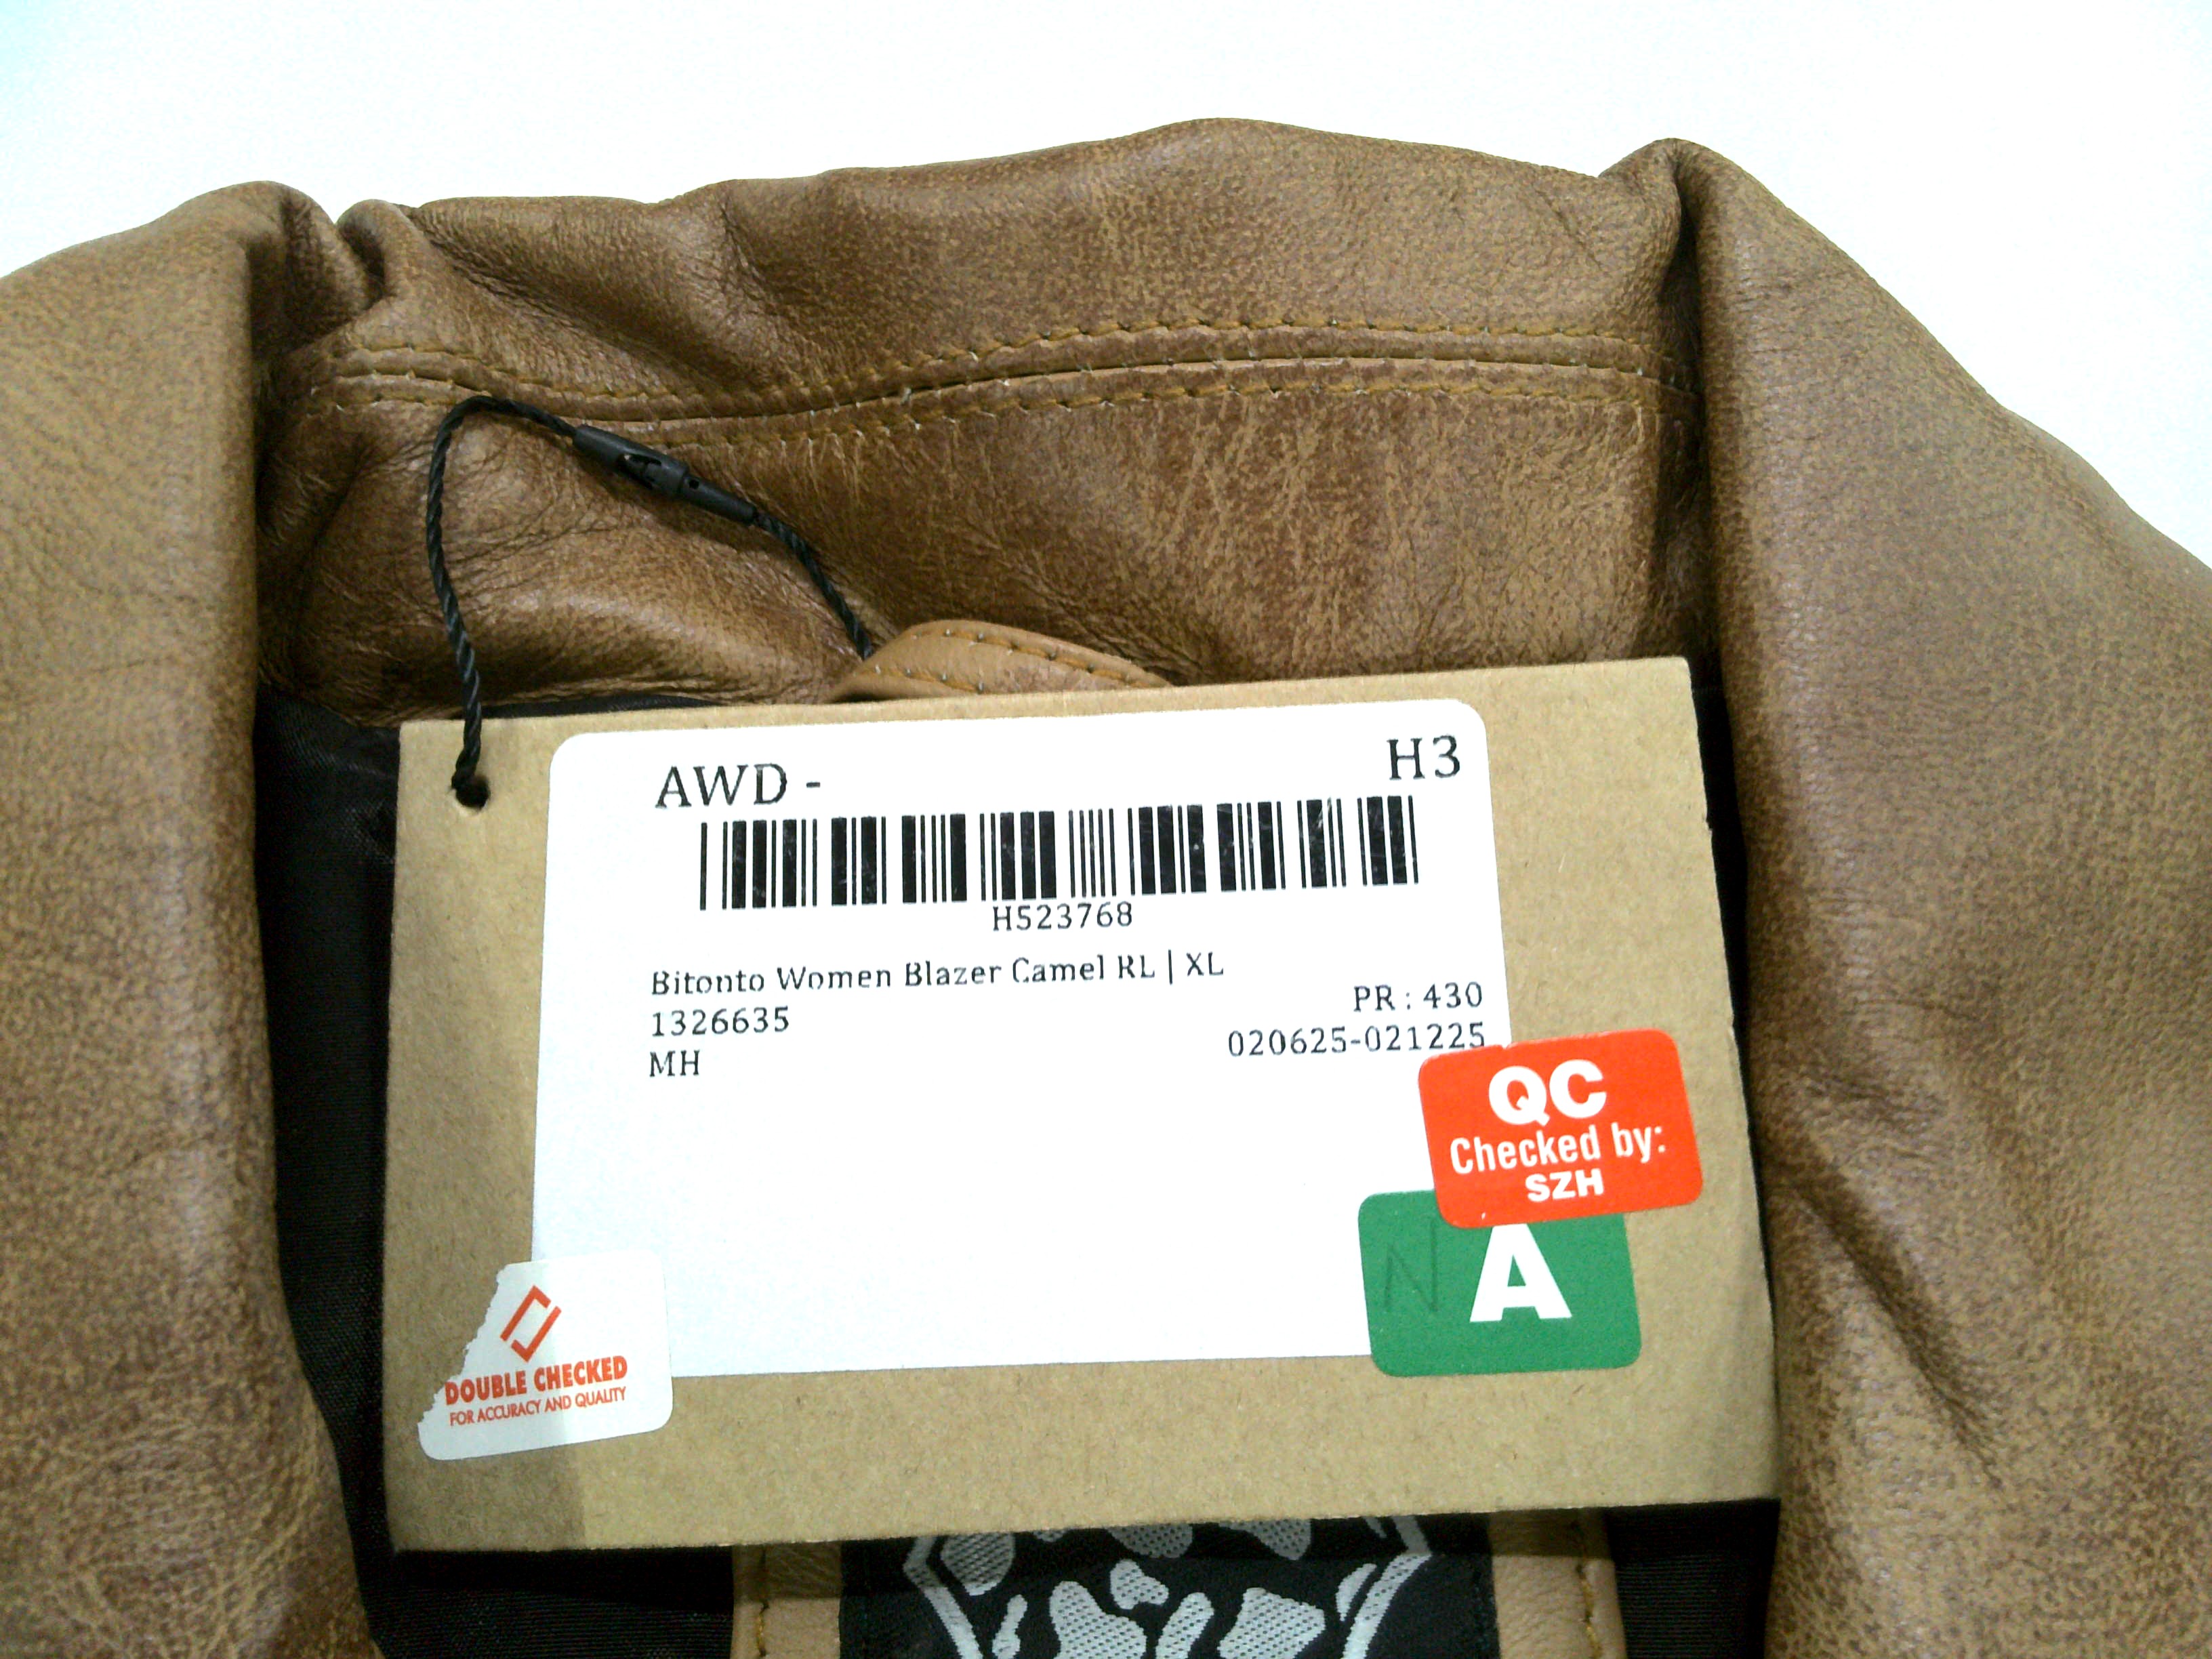 AWD - H3
H523768
Bitonto Women Blazer Camel RL | XL
1326635 PR : 430
MH 020625-021225
QC
Checked by:
SZH
N A
DOUBLE CHECKED
FOR ACCURACY AND QUALITY